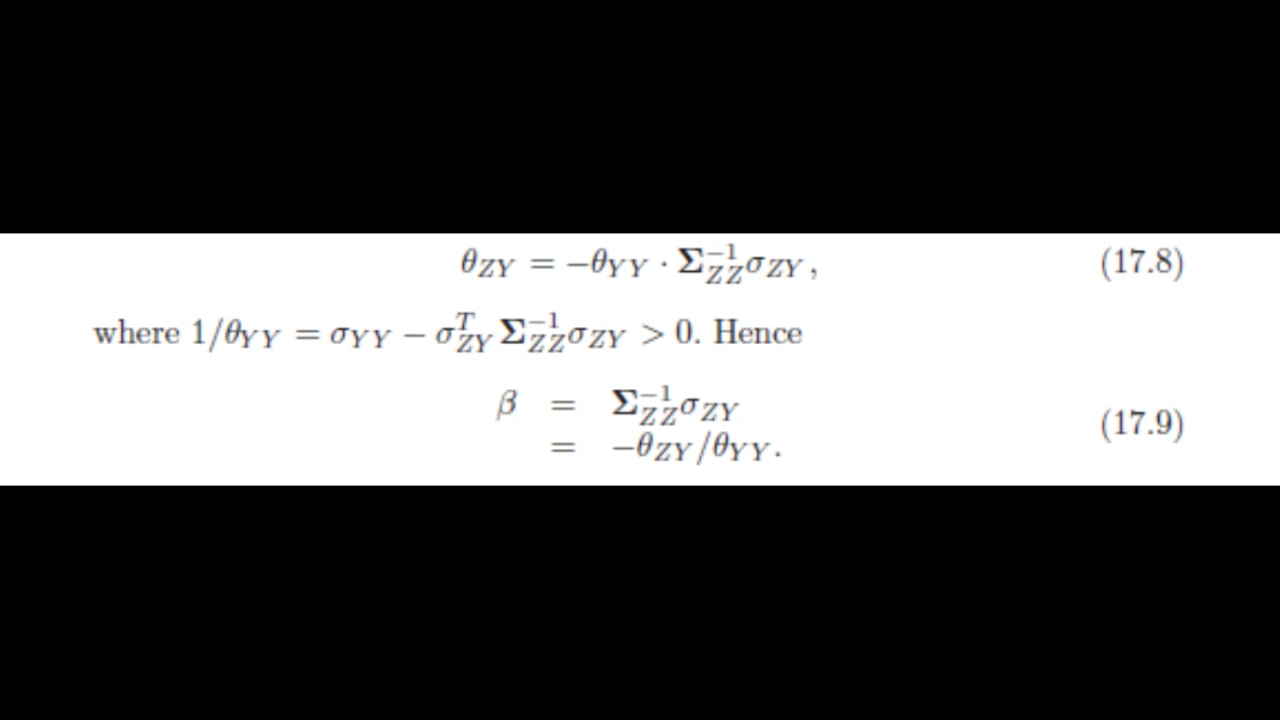 θ_{ZY} = −θ_{YY} · Σ_{ZZ}^{−1}σ_{ZY}, (17.8)
where 1/θ_{YY} = σ_{YY} − σ_{ZY}^{T} Σ_{ZZ}^{−1}σ_{ZY} > 0. Hence
β = Σ_{ZZ}^{−1}σ_{ZY}
(17.9)
= −θ_{ZY}/θ_{YY}.